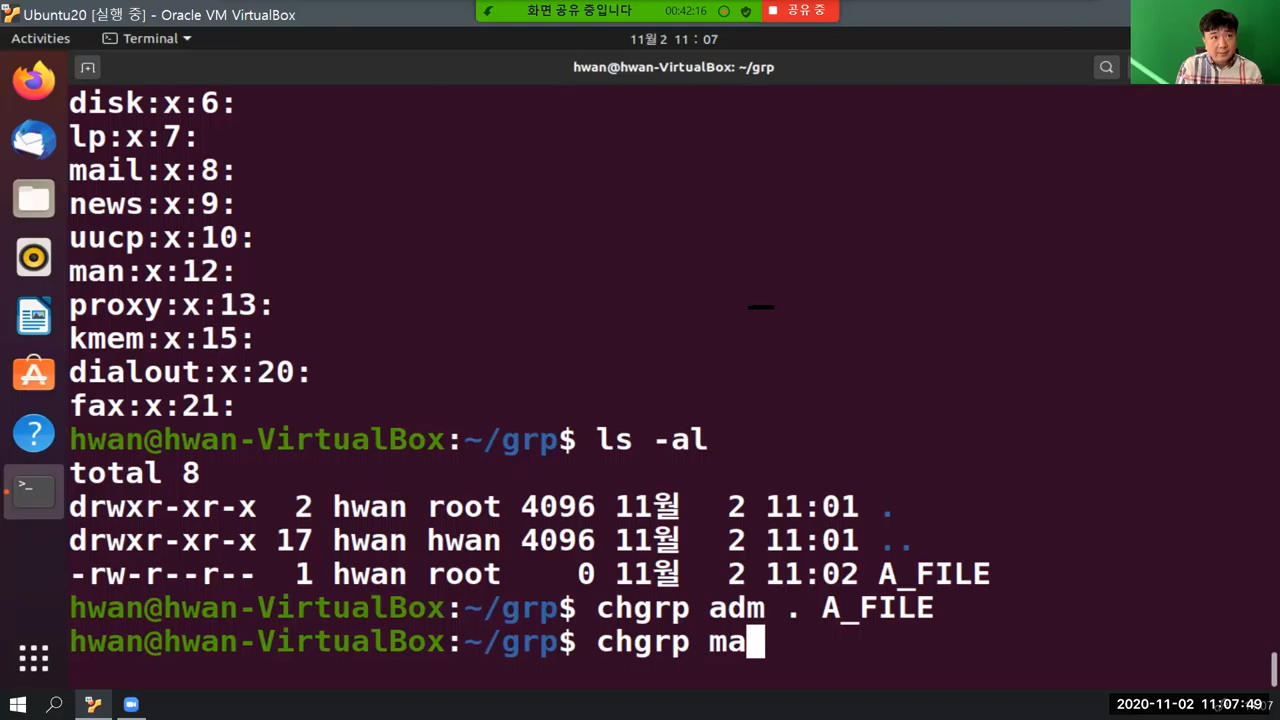 Ubuntu20 [실행 중] - Oracle VM VirtualBox
화면 공유 중입니다
00:42:16
공유 중
Activities
Terminal
11월 2 11 : 07
hwan@hwan-VirtualBox: ~/grp
disk:x:6:
lp:x:7:
mail:x:8:
news:x:9:
uucp:x:10:
man:x:12:
proxy:x:13:
kmem:x:15:
dialout:x:20:
fax:x:21:
hwan@hwan-VirtualBox:~/grp$ ls -al
total 8
drwxr-xr-x 2 hwan root 4096 11월 2 11:01 .
drwxr-xr-x 17 hwan hwan 4096 11월 2 11:01 ..
-rw-r--r-- 1 hwan root 0 11월 2 11:02 A_FILE
hwan@hwan-VirtualBox:~/grp$ chgrp adm . A_FILE
hwan@hwan-VirtualBox:~/grp$ chgrp ma
2020-11-02 11:07:49